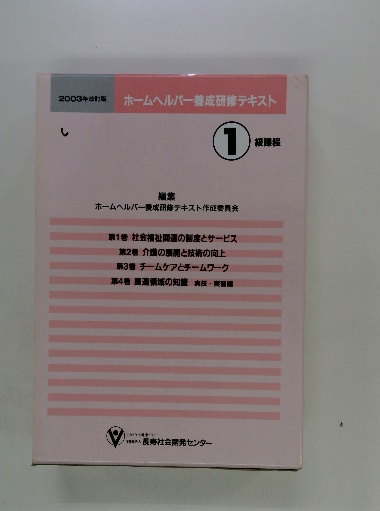 2003年改訂版
ホームヘルパー養成研修テキスト
1 級課程
編集
ホームヘルパー養成研修テキスト作成委員会
第1巻 社会福祉関連の制度とサービス
第2巻 介護の展開と技術の向上
第3巻 チームケアとチームワーク
第4巻 関連領域の知識 実技・実習編
長寿社会開発センター